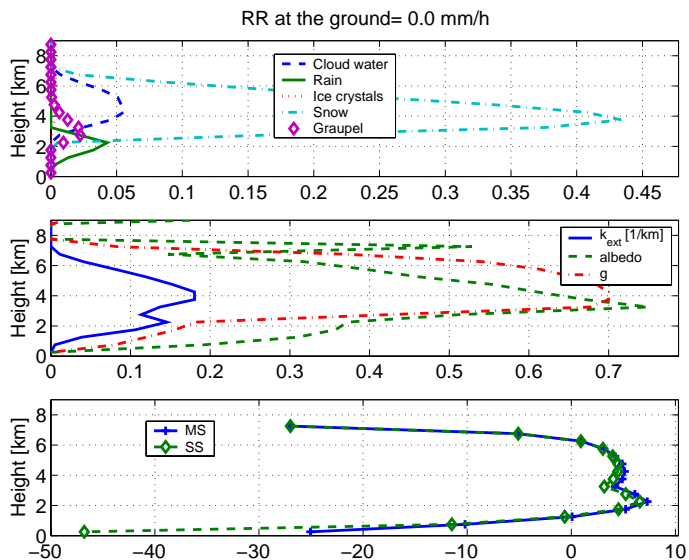 RR at the ground= 0.0 mm/h
Height [km]
8
6
4
2
0
Cloud water
Rain
Ice crystals
Snow
Graupel
0 0.05 0.1 0.15 0.2 0.25 0.3 0.35 0.4 0.45
Height [km]
8
6
4
2
0
k_ext [1/km]
albedo
g
0 0.1 0.2 0.3 0.4 0.5 0.6 0.7
Height [km]
8
6
4
2
0
MS
SS
−50 −40 −30 −20 −10 0 10